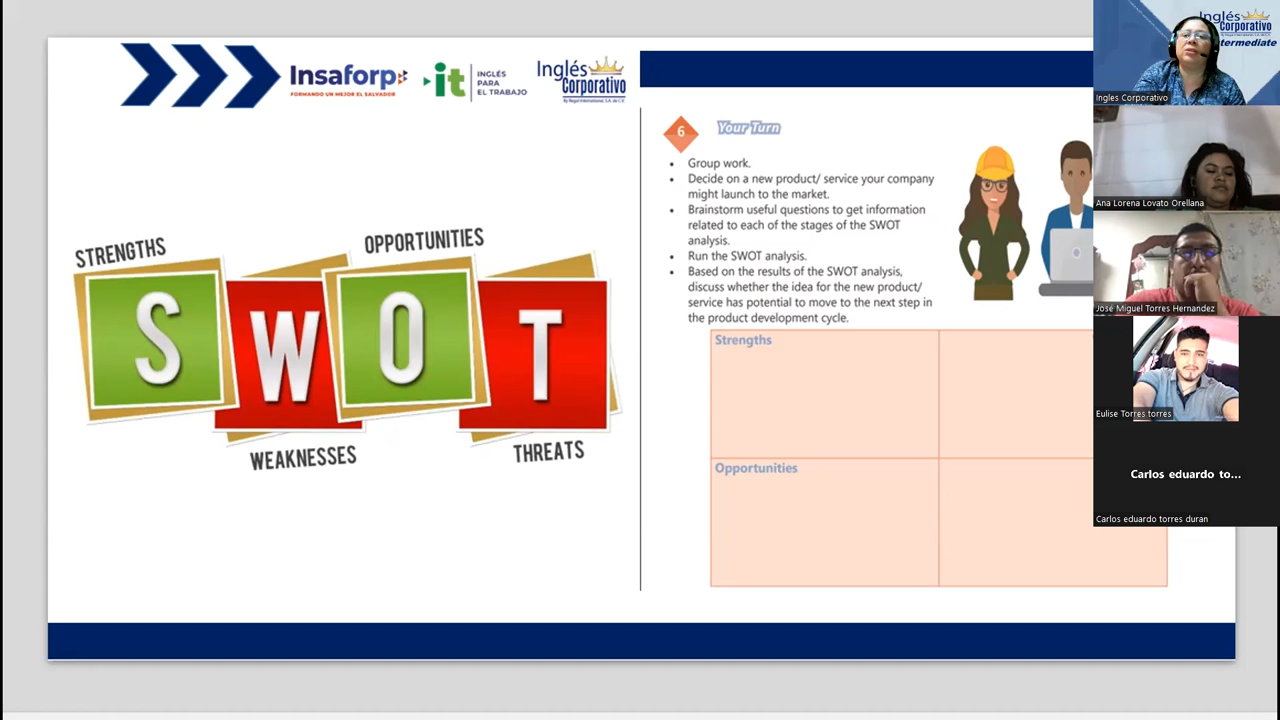 Insaforp
FORMANDO UN MEJOR EL SALVADOR
it
INGLÉS
PARA
EL TRABAJO
Inglés
Corporativo
By Regal International, S.A. de C.V.
STRENGTHS
OPPORTUNITIES
S
W
O
T
WEAKNESSES
THREATS
6
Your Turn
• Group work.
• Decide on a new product/ service your company
might launch to the market.
• Brainstorm useful questions to get information
related to each of the stages of the SWOT
analysis.
• Run the SWOT analysis.
• Based on the results of the SWOT analysis,
discuss whether the idea for the new product/
service has potential to move to the next step in
the product development cycle.
Strengths
Opportunities
Inglés
Corporativo
termediate
Ingles Corporativo
Ana Lorena Lovato Orellana
José Miguel Torres Hernandez
Eulise Torres torres
Carlos eduardo to...
Carlos eduardo torres duran